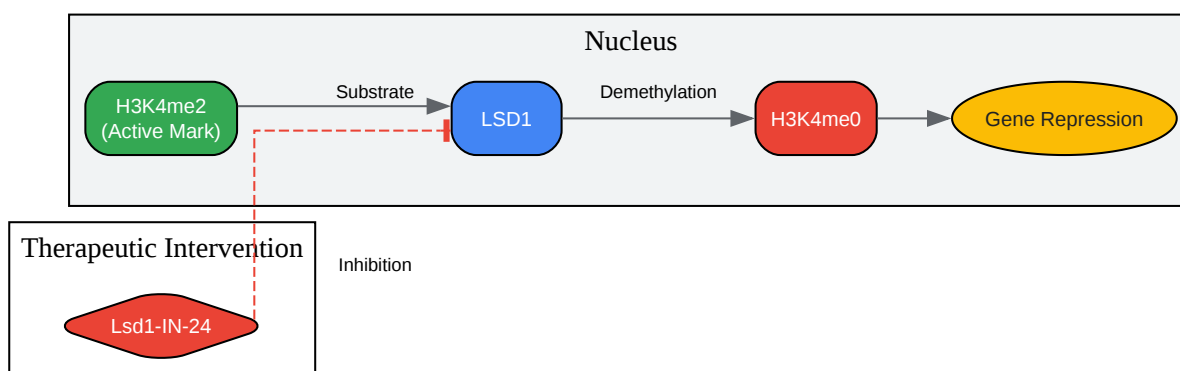 Nucleus
H3K4me2
(Active Mark)
Substrate
LSD1
Demethylation
H3K4me0
Gene Repression
Therapeutic Intervention
Inhibition
Lsd1-IN-24